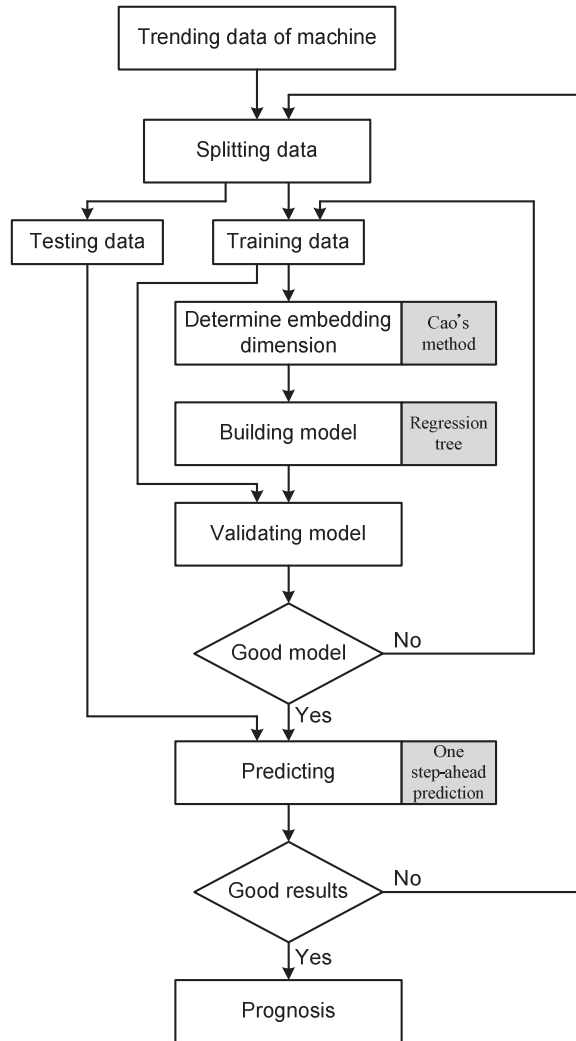 Trending data of machine
Splitting data
Testing data
Training data
Determine embedding
dimension
Cao's
method
Building model
Regression
tree
Validating model
Good model
No
Yes
Predicting
One
step-ahead
prediction
Good results
No
Yes
Prognosis